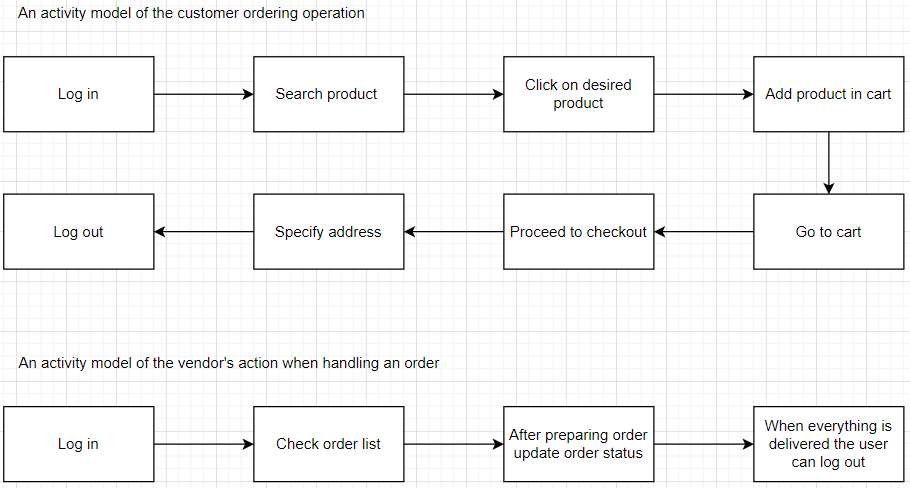 An activity model of the customer ordering operation
Log in
Search product
Click on desired
product
Add product in cart
Log out
Specify address
Proceed to checkout
Go to cart
An activity model of the vendor's action when handling an order
Log in
Check order list
After preparing order
update order status
When everything is
delivered the user
can log out